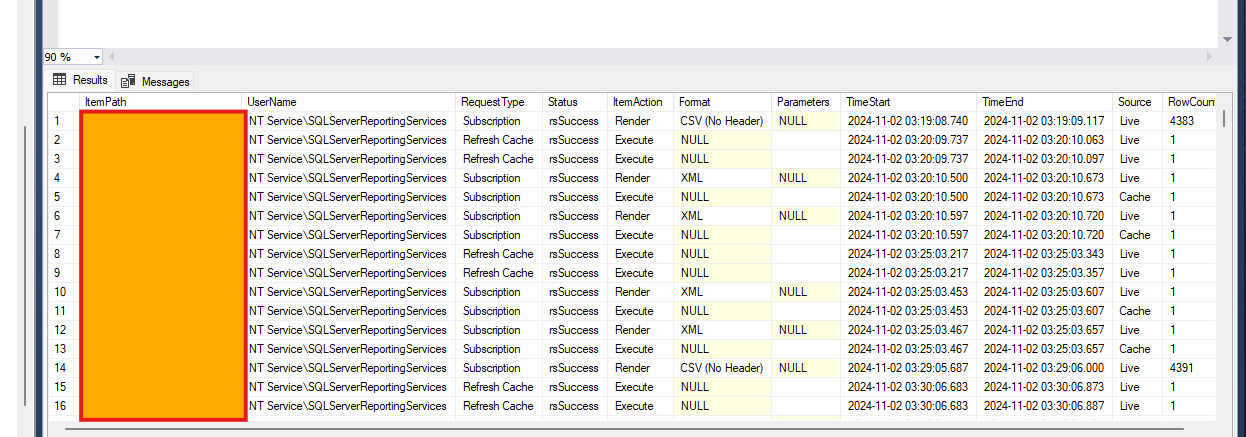 90 %
Results Messages
ItemPath UserName RequestType Status ItemAction Format Parameters TimeStart TimeEnd Source RowCount
1 NT Service\SQLServerReportingServices Subscription rsSuccess Render CSV (No Header) NULL 2024-11-02 03:19:08.740 2024-11-02 03:19:09.117 Live 4383
2 NT Service\SQLServerReportingServices Refresh Cache rsSuccess Execute NULL 2024-11-02 03:20:09.737 2024-11-02 03:20:10.063 Live 1
3 NT Service\SQLServerReportingServices Refresh Cache rsSuccess Execute NULL 2024-11-02 03:20:09.737 2024-11-02 03:20:10.097 Live 1
4 NT Service\SQLServerReportingServices Subscription rsSuccess Render XML NULL 2024-11-02 03:20:10.500 2024-11-02 03:20:10.673 Live 1
5 NT Service\SQLServerReportingServices Subscription rsSuccess Execute NULL 2024-11-02 03:20:10.500 2024-11-02 03:20:10.673 Cache 1
6 NT Service\SQLServerReportingServices Subscription rsSuccess Render XML NULL 2024-11-02 03:20:10.597 2024-11-02 03:20:10.720 Live 1
7 NT Service\SQLServerReportingServices Subscription rsSuccess Execute NULL 2024-11-02 03:20:10.597 2024-11-02 03:20:10.720 Cache 1
8 NT Service\SQLServerReportingServices Refresh Cache rsSuccess Execute NULL 2024-11-02 03:25:03.217 2024-11-02 03:25:03.343 Live 1
9 NT Service\SQLServerReportingServices Refresh Cache rsSuccess Execute NULL 2024-11-02 03:25:03.217 2024-11-02 03:25:03.357 Live 1
10 NT Service\SQLServerReportingServices Subscription rsSuccess Render XML NULL 2024-11-02 03:25:03.453 2024-11-02 03:25:03.607 Live 1
11 NT Service\SQLServerReportingServices Subscription rsSuccess Execute NULL 2024-11-02 03:25:03.453 2024-11-02 03:25:03.607 Cache 1
12 NT Service\SQLServerReportingServices Subscription rsSuccess Render XML NULL 2024-11-02 03:25:03.467 2024-11-02 03:25:03.657 Live 1
13 NT Service\SQLServerReportingServices Subscription rsSuccess Execute NULL 2024-11-02 03:25:03.467 2024-11-02 03:25:03.657 Cache 1
14 NT Service\SQLServerReportingServices Subscription rsSuccess Render CSV (No Header) NULL 2024-11-02 03:29:05.687 2024-11-02 03:29:06.000 Live 4391
15 NT Service\SQLServerReportingServices Refresh Cache rsSuccess Execute NULL 2024-11-02 03:30:06.683 2024-11-02 03:30:06.873 Live 1
16 NT Service\SQLServerReportingServices Refresh Cache rsSuccess Execute NULL 2024-11-02 03:30:06.683 2024-11-02 03:30:06.887 Live 1